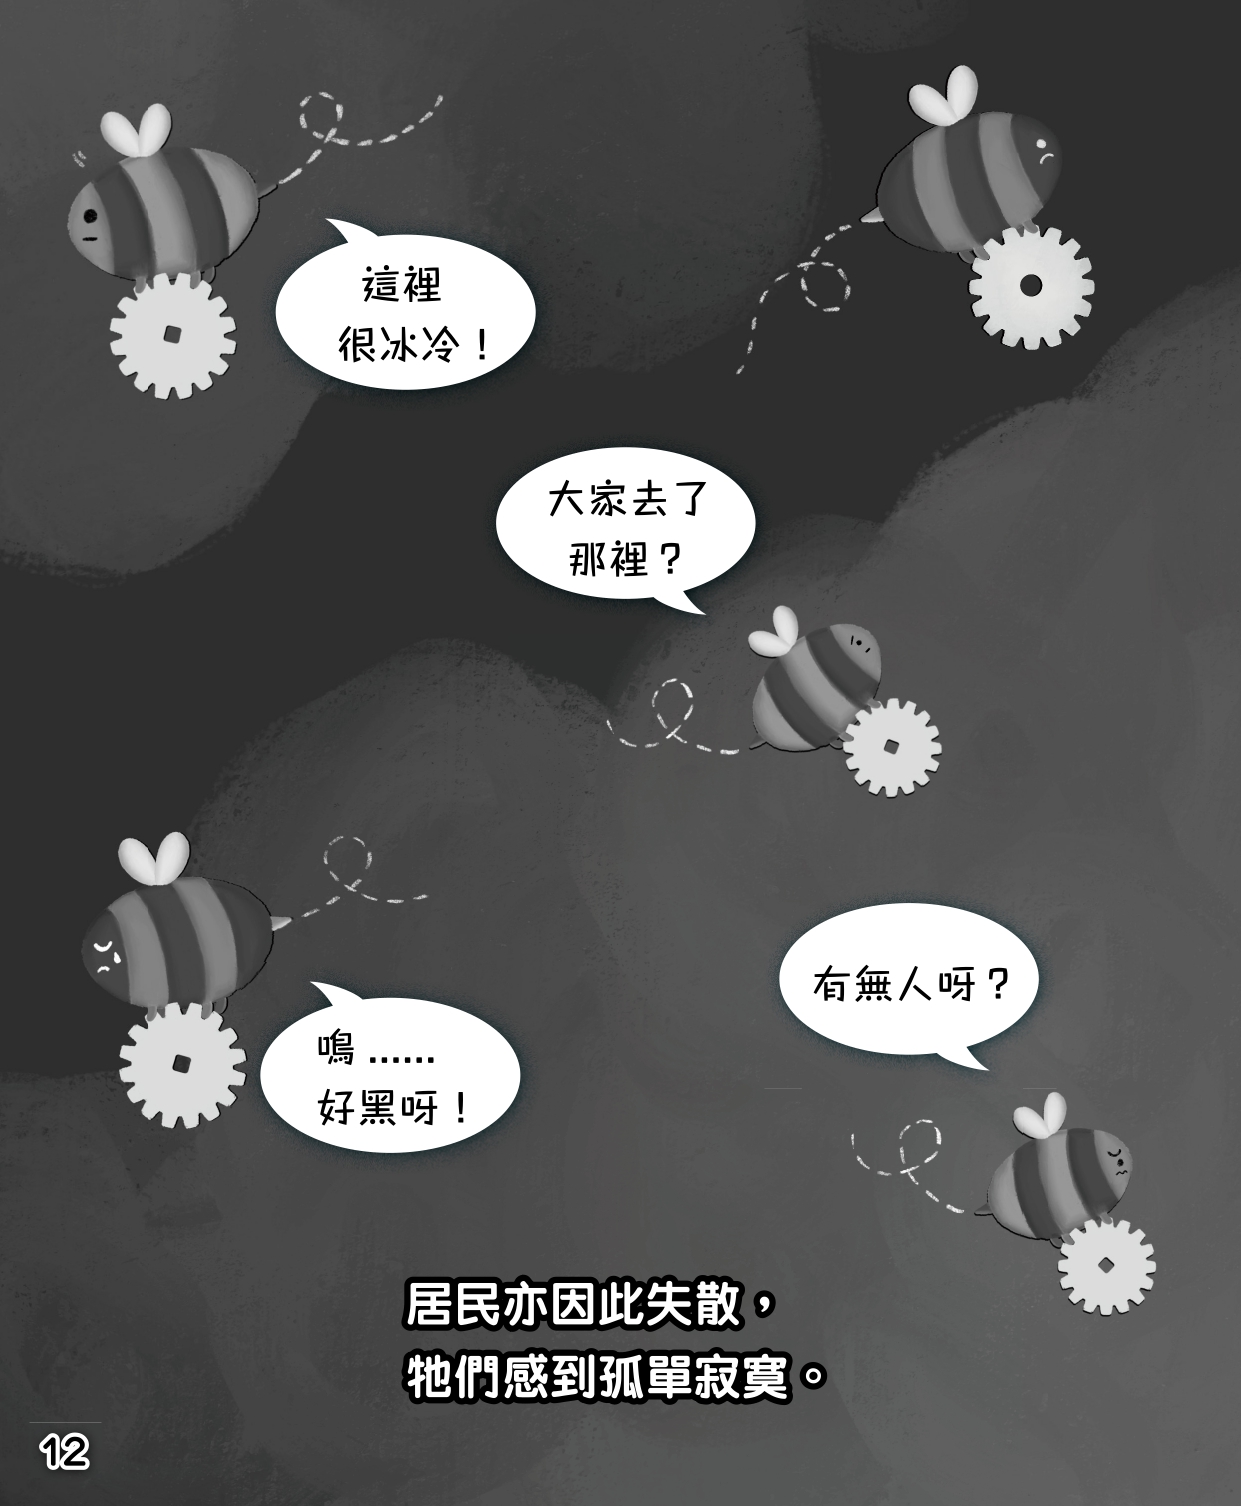 這裡
很冰冷！
大家去了
那裡？
嗚......
好黑呀！
有無人呀？
居民亦因此失散，
牠們感到孤單寂寞。
12